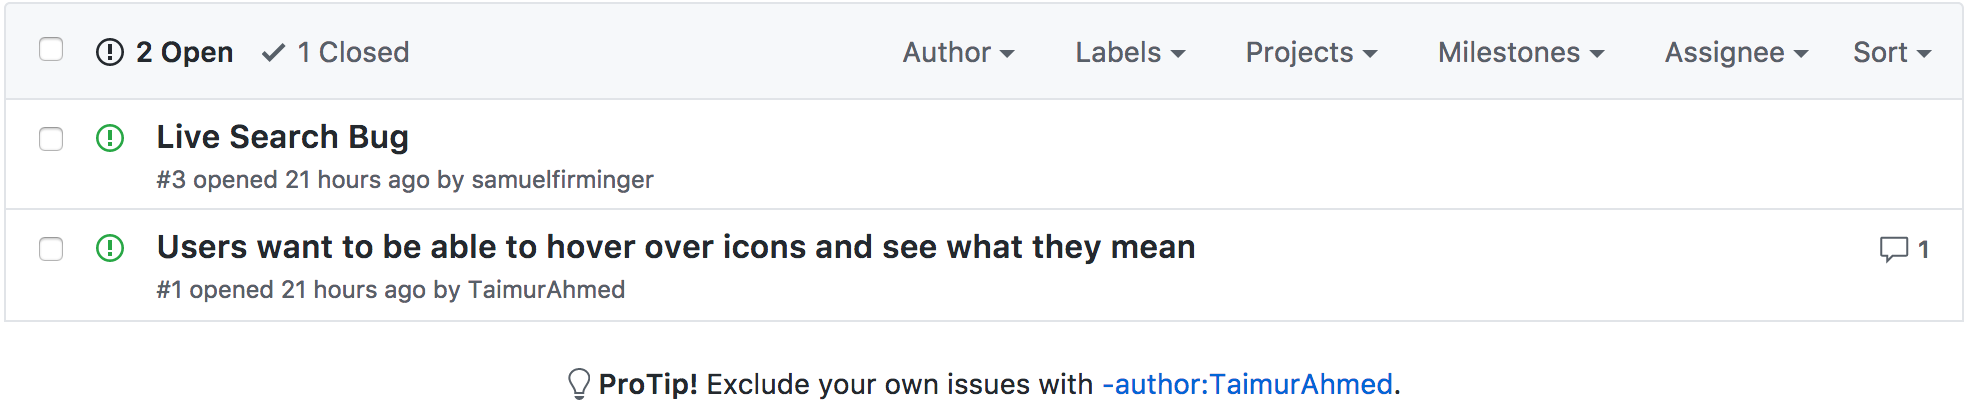 2 Open 1 Closed Author Labels Projects Milestones Assignee Sort
Live Search Bug
#3 opened 21 hours ago by samuelfirminger
Users want to be able to hover over icons and see what they mean 1
#1 opened 21 hours ago by TaimurAhmed
ProTip! Exclude your own issues with -author:TaimurAhmed.